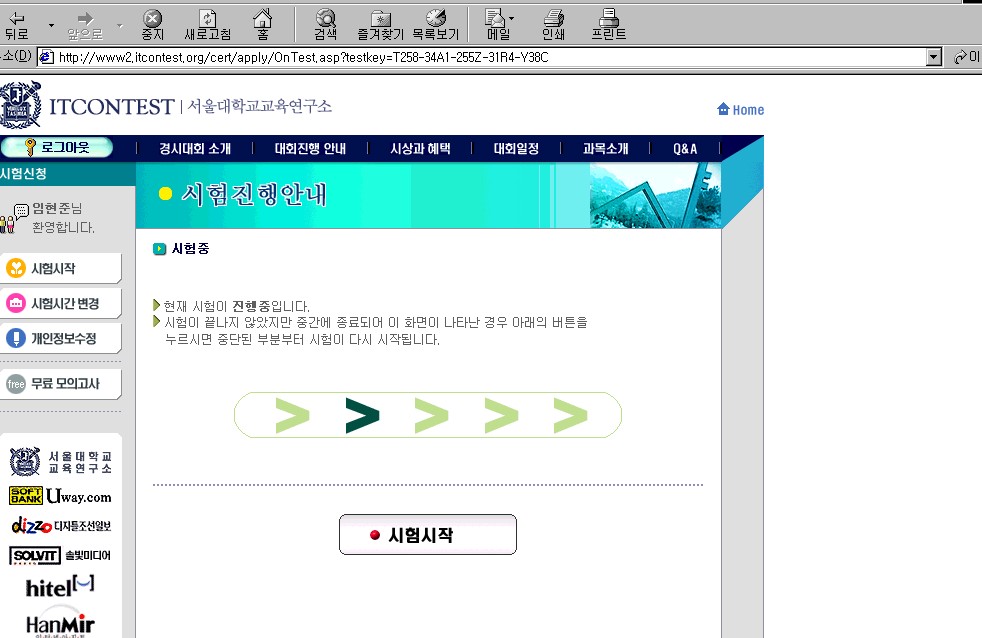 뒤로 앞으로 중지 새로고침 홈 검색 즐겨찾기 목록보기 메일 인쇄 프린트
소(D) http://www2.itcontest.org/cert/apply/OnTest.asp?testkey=T258-34A1-255Z-31R4-Y38C 이
ITCONTEST | 서울대학교교육연구소
Home
로그아웃
경시대회 소개 대회진행 안내 시상과 혜택 대회일정 과목소개 Q&A
시험신청
시험진행안내
임현준님
환영합니다.
시험중
시험시작
시험시간 변경
개인정보수정
free 무료 모의고사
현재 시험이 진행중입니다.
시험이 끝나지 않았지만 중간에 종료되어 이 화면이 나타난 경우 아래의 버튼을
누르시면 중단된 부분부터 시험이 다시 시작됩니다.
> > > > >
시험시작
서울대학교
교육연구소
SOFT BANK Uway.com
dizzo 디지틀조선일보
SOLVIT 솔빛미디어
hitel
HanMir